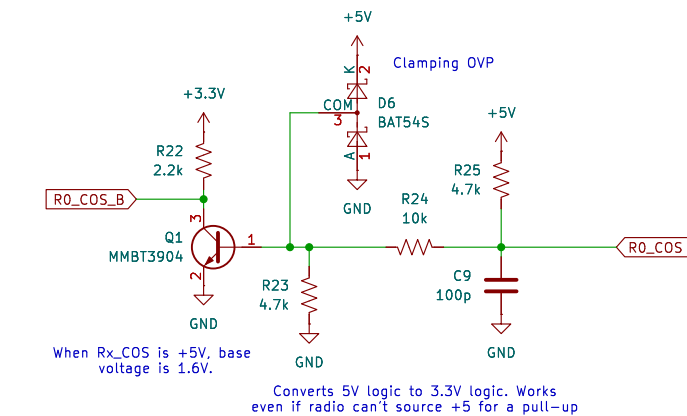 +5V
Clamping OVP
K
2
+3.3V
COM
3
D6
BAT54S
+5V
R22
2.2k
A
1
R25
4.7k
R0_COS_B
GND
R24
10k
3
Q1
MMBT3904
1
R0_COS
2
R23
4.7k
C9
100p
GND
GND
GND
When Rx_COS is +5V, base
voltage is 1.6V.
Converts 5V logic to 3.3V logic. Works
even if radio can't source +5 for a pull-up